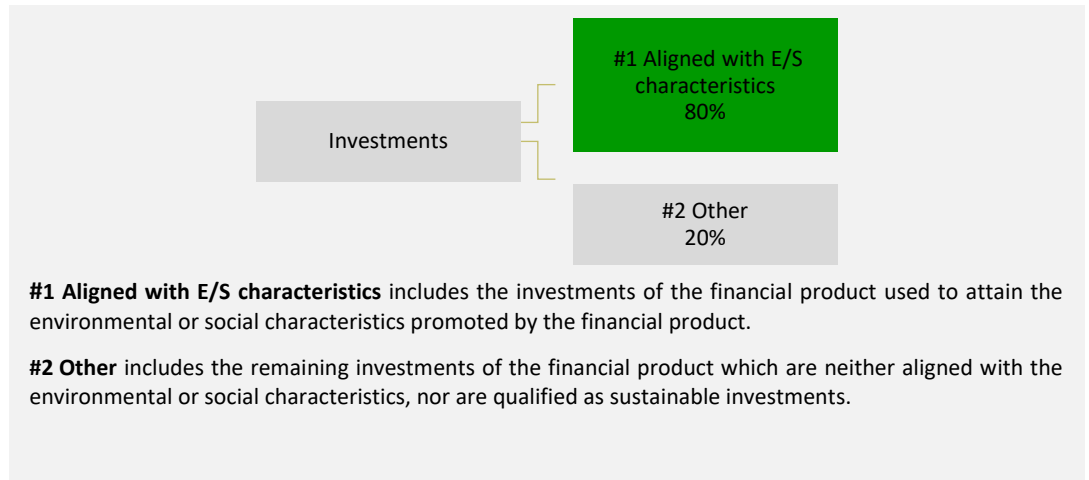 #1 Aligned with E/S
characteristics
80%
Investments
#2 Other
20%
#1 Aligned with E/S characteristics includes the investments of the financial product used to attain the
environmental or social characteristics promoted by the financial product.
#2 Other includes the remaining investments of the financial product which are neither aligned with the
environmental or social characteristics, nor are qualified as sustainable investments.